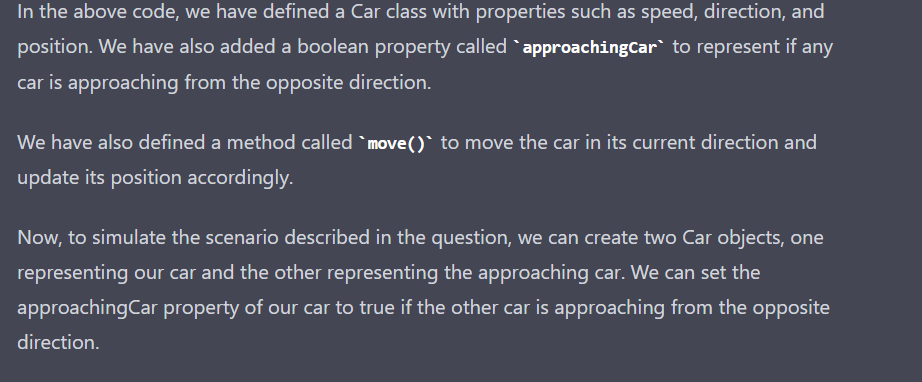 In the above code, we have defined a Car class with properties such as speed, direction, and
position. We have also added a boolean property called `approachingCar` to represent if any
car is approaching from the opposite direction.
We have also defined a method called `move()` to move the car in its current direction and
update its position accordingly.
Now, to simulate the scenario described in the question, we can create two Car objects, one
representing our car and the other representing the approaching car. We can set the
approachingCar property of our car to true if the other car is approaching from the opposite
direction.